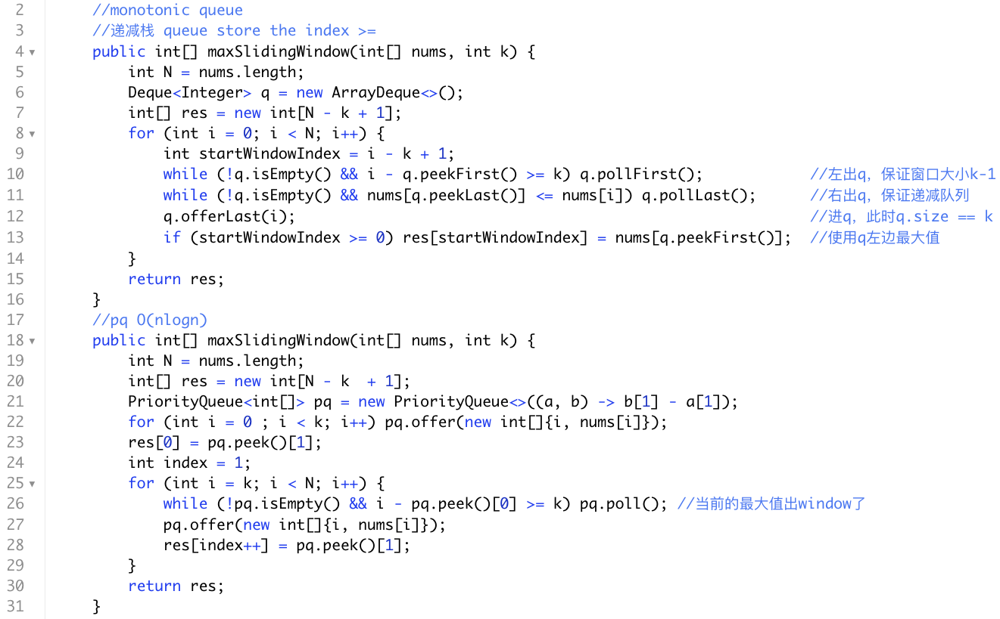 2 //monotonic queue
3 //递减栈 queue store the index >=
4 public int[] maxSlidingWindow(int[] nums, int k) {
5 int N = nums.length;
6 Deque<Integer> q = new ArrayDeque<>();
7 int[] res = new int[N - k + 1];
8 for (int i = 0; i < N; i++) {
9 int startWindowIndex = i - k + 1;
10 while (!q.isEmpty() && i - q.peekFirst() >= k) q.pollFirst(); //左出q，保证窗口大小k-1
11 while (!q.isEmpty() && nums[q.peekLast()] <= nums[i]) q.pollLast(); //右出q，保证递减队列
12 q.offerLast(i); //进q，此时q.size == k
13 if (startWindowIndex >= 0) res[startWindowIndex] = nums[q.peekFirst()]; //使用q左边最大值
14 }
15 return res;
16 }
17 //pq O(nlogn)
18 public int[] maxSlidingWindow(int[] nums, int k) {
19 int N = nums.length;
20 int[] res = new int[N - k  + 1];
21 PriorityQueue<int[]> pq = new PriorityQueue<>((a, b) -> b[1] - a[1]);
22 for (int i = 0 ; i < k; i++) pq.offer(new int[]{i, nums[i]});
23 res[0] = pq.peek()[1];
24 int index = 1;
25 for (int i = k; i < N; i++) {
26 while (!pq.isEmpty() && i - pq.peek()[0] >= k) pq.poll(); //当前的最大值出window了
27 pq.offer(new int[]{i, nums[i]});
28 res[index++] = pq.peek()[1];
29 }
30 return res;
31 }